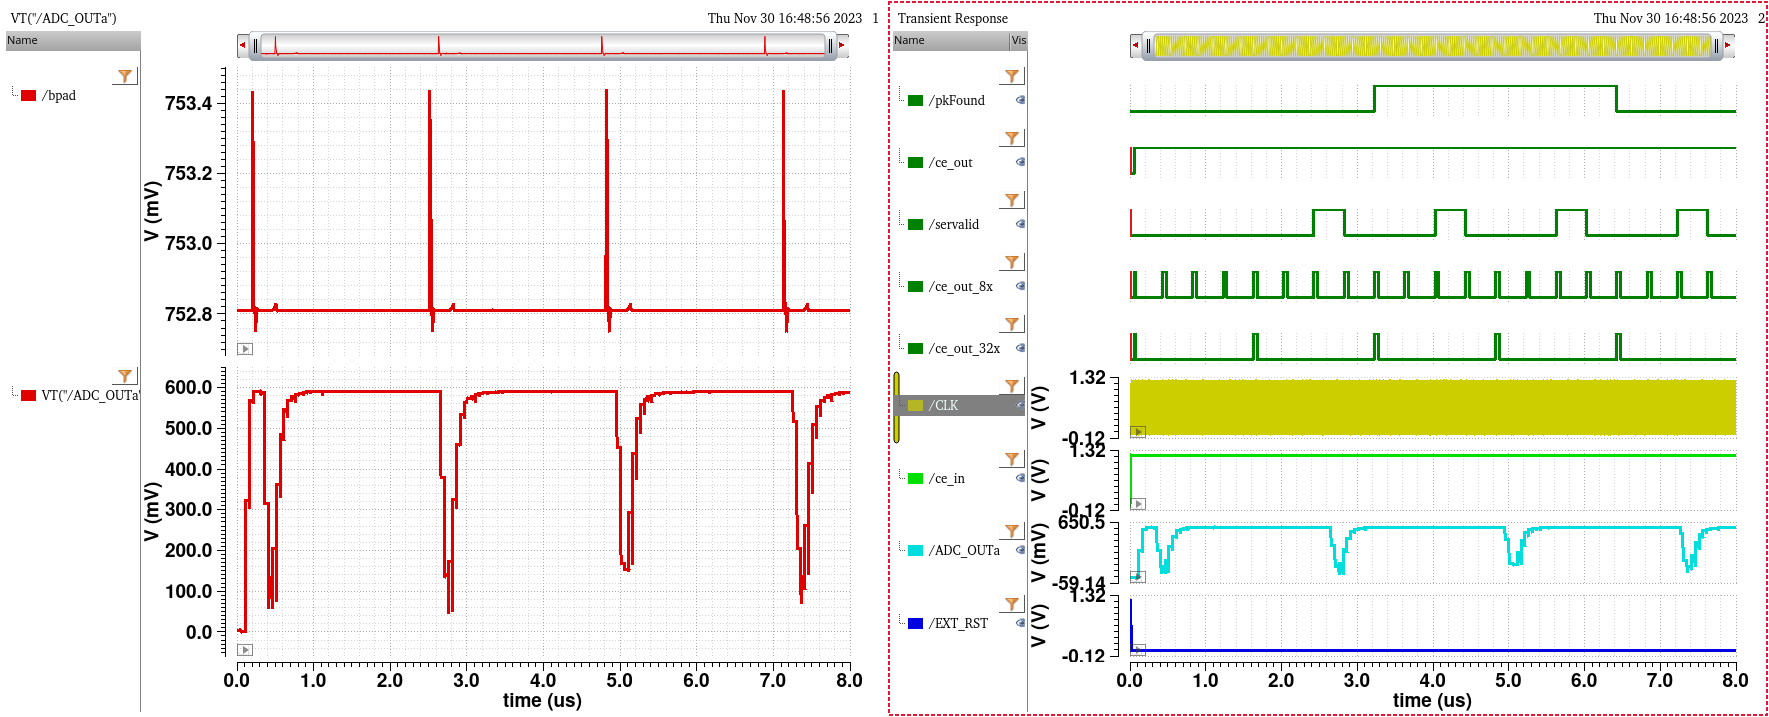 VT("/ADC_OUTa")
Thu Nov 30 16:48:56 2023 1
Name
/bpad
753.4
753.2
753.0
752.8
V (mV)
VT("/ADC_OUTa"
600.0
500.0
400.0
300.0
200.0
100.0
0.0
V (mV)
0.0 1.0 2.0 3.0 4.0 5.0 6.0 7.0 8.0
time (us)
Transient Response
Thu Nov 30 16:48:56 2023 2
Name Vis
/pkFound
/ce_out
/servalid
/ce_out_8x
/ce_out_32x
/CLK
1.32
-0.12
V (V)
/ce_in
1.32
-0.12
V (V)
/ADC_OUTa
650.5
-59.14
V (mV)
/EXT_RST
1.32
-0.12
V (V)
0.0 1.0 2.0 3.0 4.0 5.0 6.0 7.0 8.0
time (us)